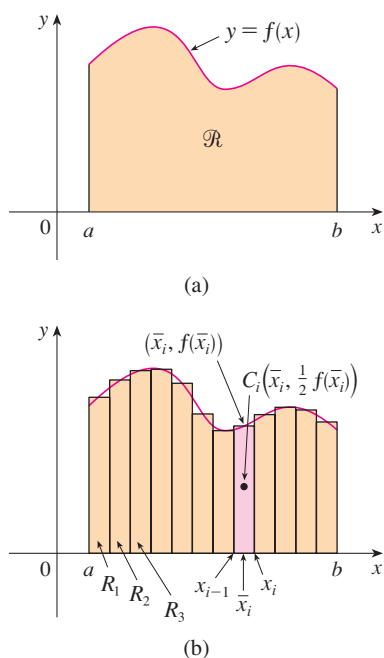 y
y = f(x)
ℛ
0 a b x
(a)
y
(x̄ᵢ, f(x̄ᵢ))
Cᵢ(x̄ᵢ, ½ f(x̄ᵢ))
0 a b x
R₁ R₂ R₃ xᵢ₋₁ x̄ᵢ xᵢ
(b)